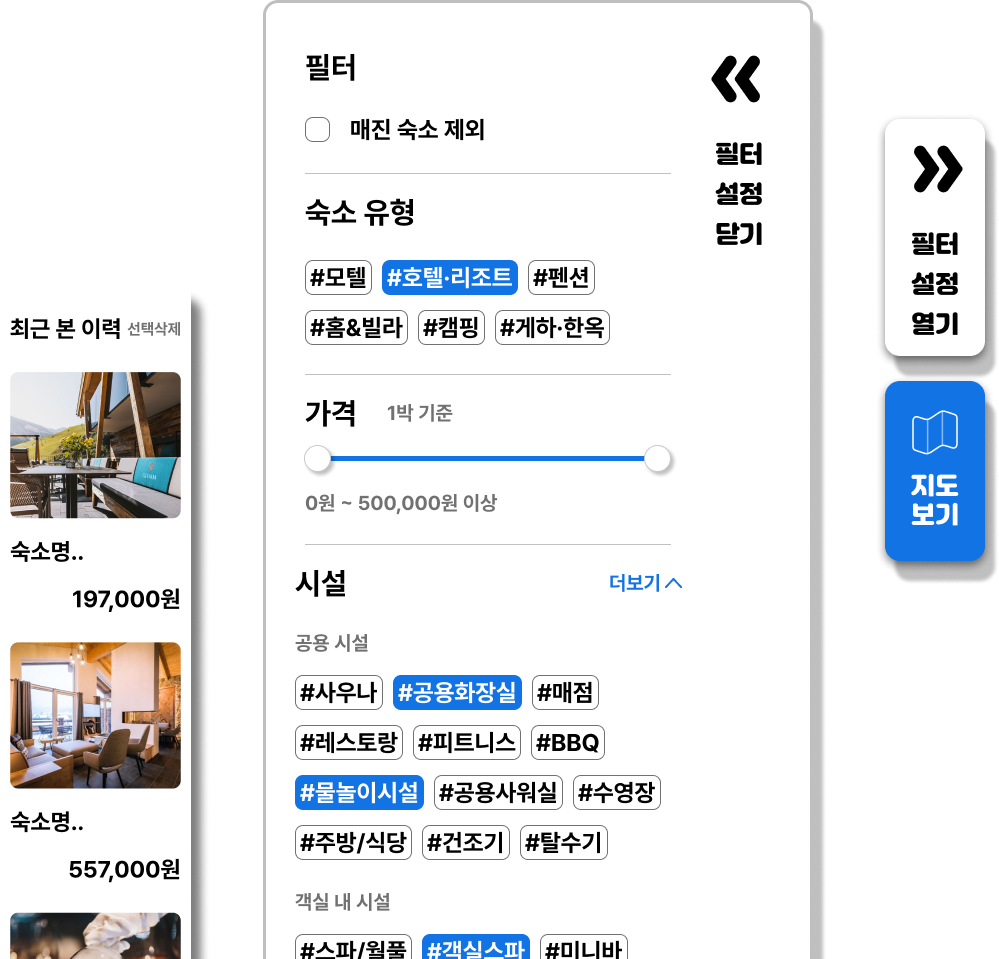 최근 본 이력 선택삭제
숙소명..
197,000원
숙소명..
557,000원
필터
매진 숙소 제외
숙소 유형
#모텔 #호텔·리조트 #펜션
#홈&빌라 #캠핑 #게하·한옥
가격 1박 기준
0원 ~ 500,000원 이상
시설 더보기
공용 시설
#사우나 #공용화장실 #매점
#레스토랑 #피트니스 #BBQ
#물놀이시설 #공용사워실 #수영장
#주방/식당 #건조기 #탈수기
객실 내 시설
#스파/월풀 #객실스파 #미니바
필터
설정
닫기
필터
설정
열기
지도
보기